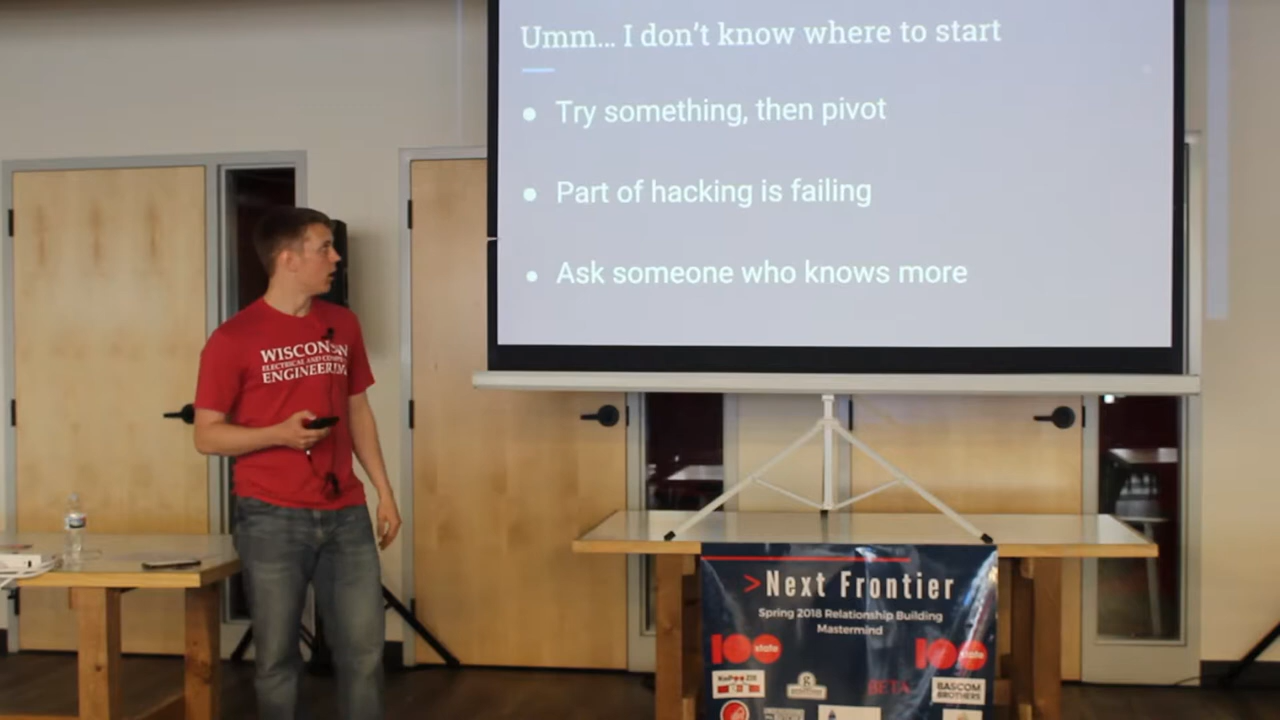 Umm... I don't know where to start
● Try something, then pivot
● Part of hacking is failing
● Ask someone who knows more
WISCONSIN
ELECTRICAL AND
ENGINEERING
>Next Frontier
Spring 2018 Relationship Building
Mastermind
100state
100state
BETA
BASCOM
BROTHERS